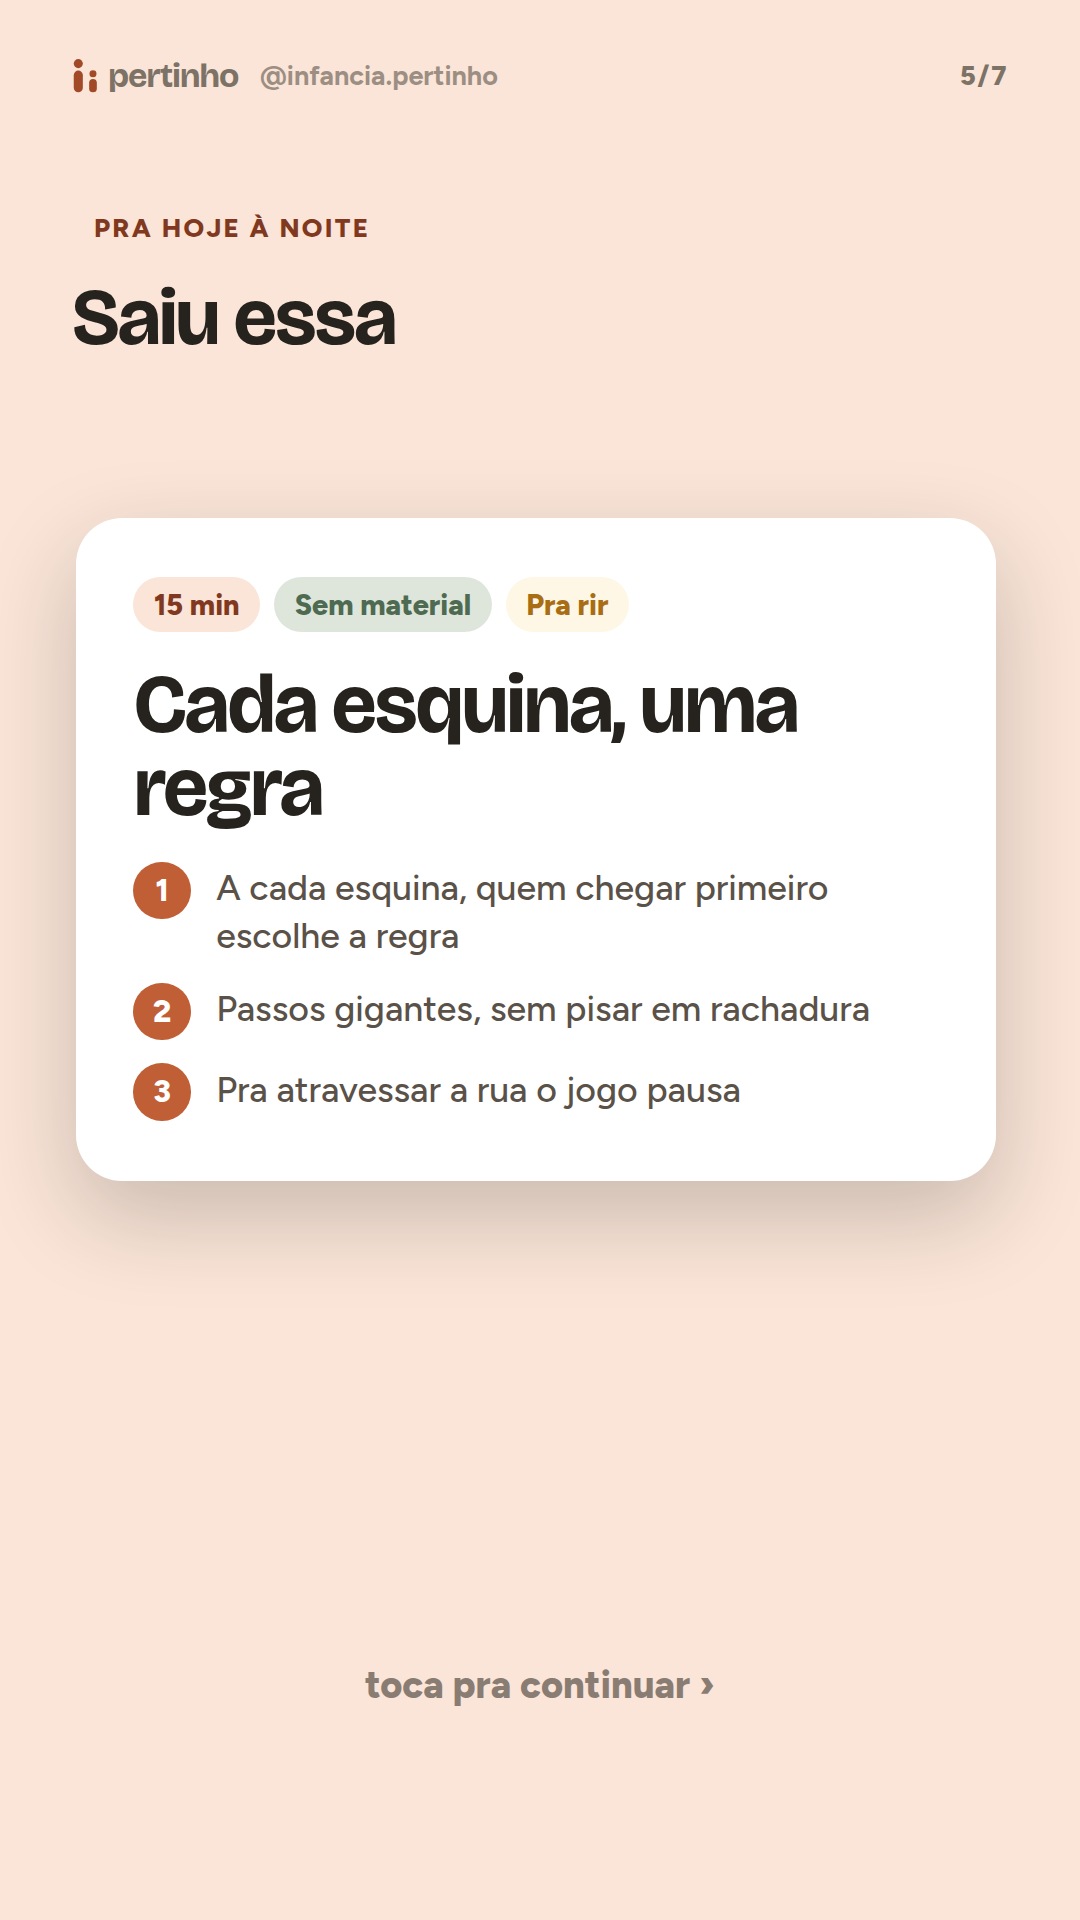 pertinho @infancia.pertinho 5/7
PRA HOJE À NOITE
Saiu essa
15 min Sem material Pra rir
Cada esquina, uma
regra
1 A cada esquina, quem chegar primeiro
escolhe a regra
2 Passos gigantes, sem pisar em rachadura
3 Pra atravessar a rua o jogo pausa
toca pra continuar ›